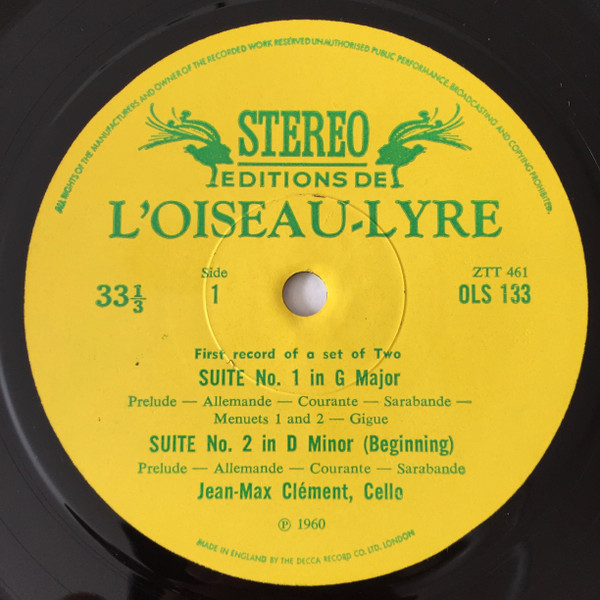 ALL RIGHTS OF THE MANUFACTURERS AND OWNER OF THE RECORDED WORK RESERVED UNAUTHORISED PUBLIC PERFORMANCE, BROADCASTING AND COPYING PROHIBITED.
STEREO
EDITIONS DE
L'OISEAU-LYRE
33 1/3
Side
1
ZTT 461
OLS 133
First record of a set of Two
SUITE No. 1 in G Major
Prelude — Allemande — Courante — Sarabande —
Menuets 1 and 2 — Gigue
SUITE No. 2 in D Minor (Beginning)
Prelude — Allemande — Courante — Sarabande
Jean-Max Clément, Cello
℗ 1960
MADE IN ENGLAND BY THE DECCA RECORD CO. LTD., LONDON